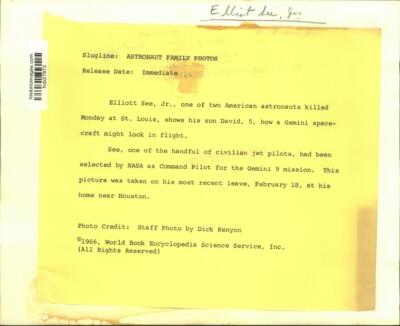 Elliot See, Jr.
historicimages.com
Slugline: ASTRONAUT FAMILY PHOTOS
Release Date: Immediate
Elliott See, Jr., one of two American astronauts killed
Monday at St. Louis, shows his son David, 5, how a Gemini space-
craft might look in flight.
See, one of the handful of civilian jet pilots, had been
selected by NASA as Command Pilot for the Gemini 9 mission. This
picture was taken on his most recent leave, February 18, at his
home near Houston.
Photo Credit: Staff Photo by Dick Kenyon
©1966, World Book Encyclopedia Science Service, Inc.
(All Rights Reserved)